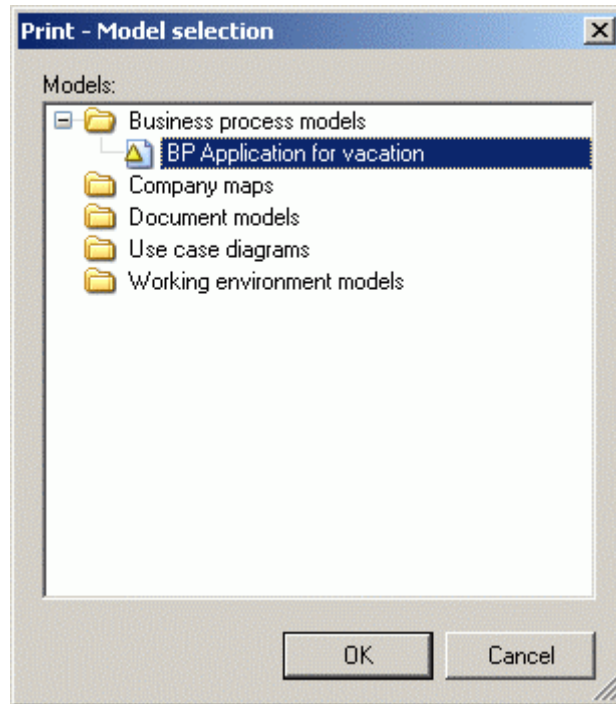 Print - Model selection
Models:
Business process models
BP Application for vacation
Company maps
Document models
Use case diagrams
Working environment models
OK
Cancel